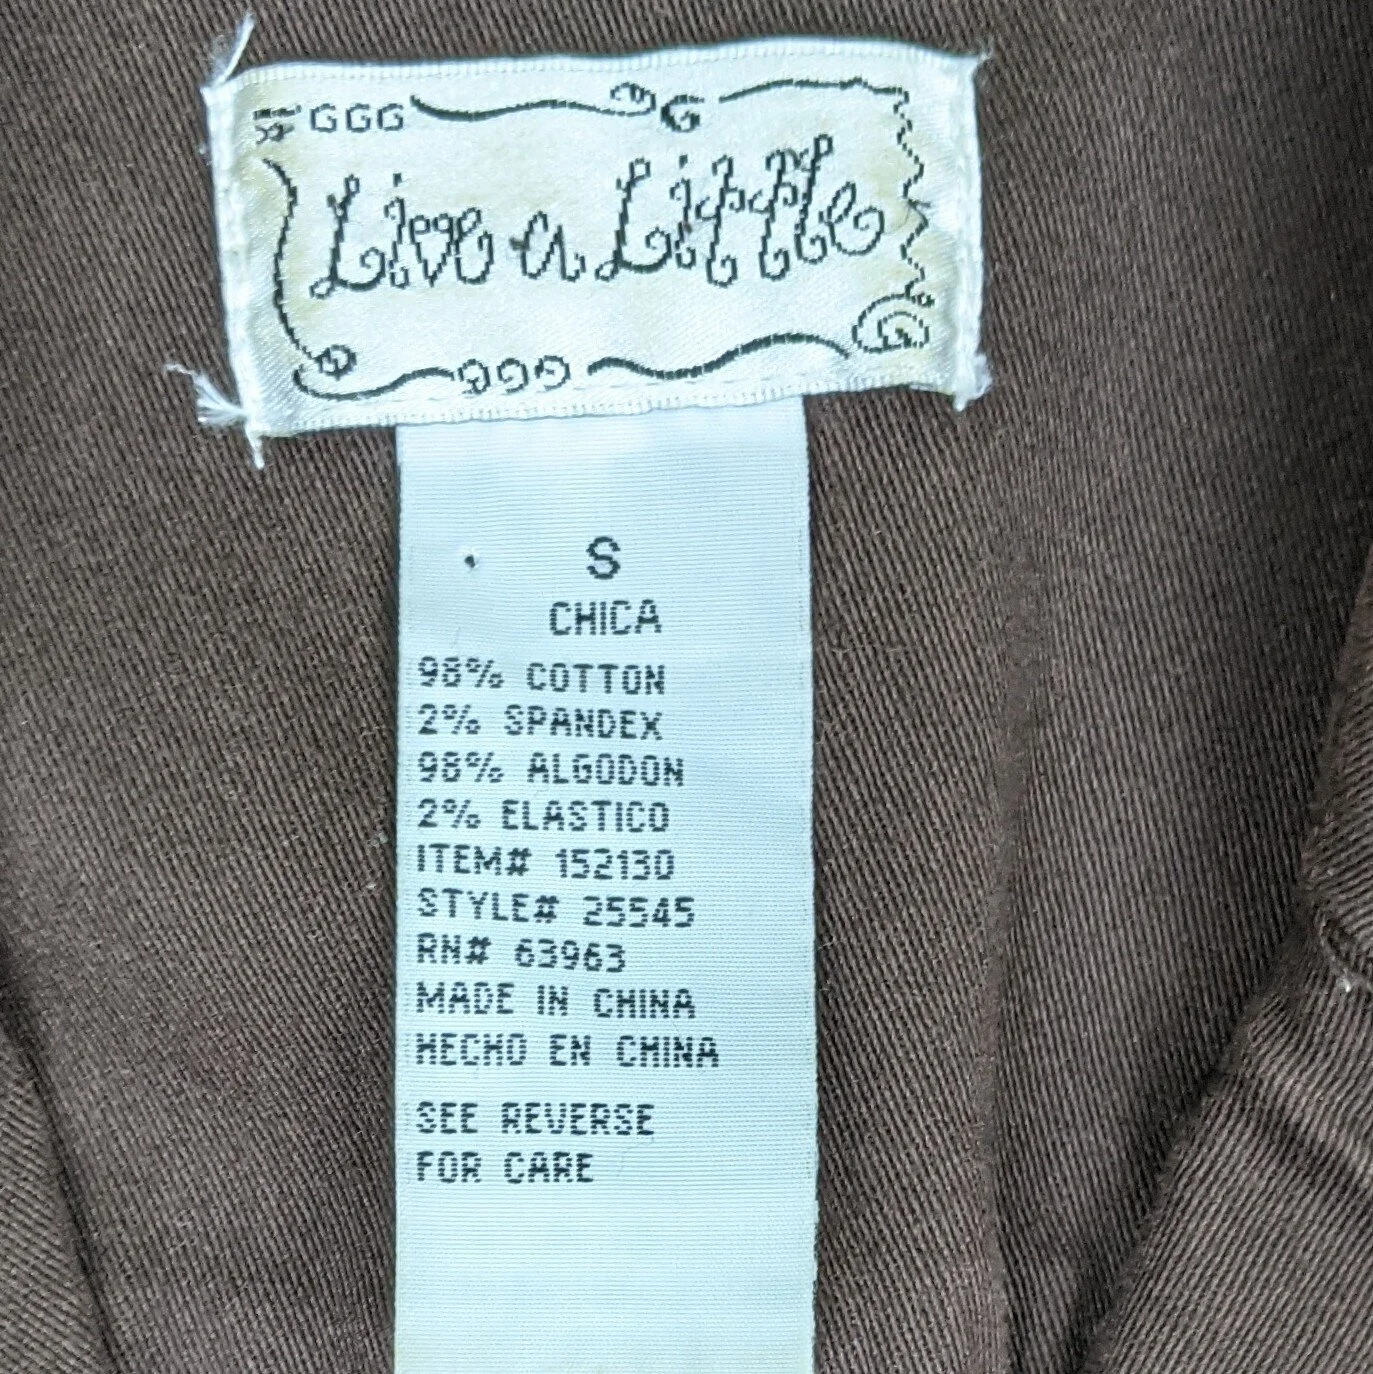 Live a Little
S
CHICA
98% COTTON
2% SPANDEX
98% ALGODON
2% ELASTICO
ITEM# 152130
STYLE# 25545
RN# 63963
MADE IN CHINA
HECHO EN CHINA
SEE REVERSE
FOR CARE